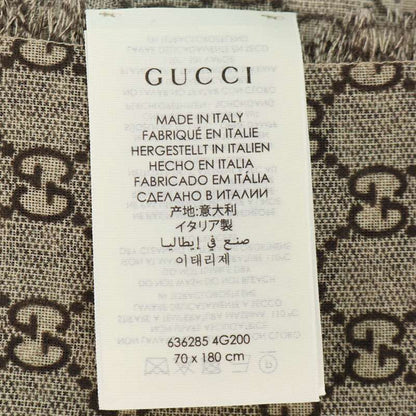 GUCCI
MADE IN ITALY
FABRIQUÉ EN ITALIE
HERGESTELLT IN ITALIEN
HECHO EN ITALIA
FABRICADO EM ITÁLIA
СДЕЛАНО В ИТАЛИИ
产地:意大利
イタリア製
صنع في إيطاليا
이태리제
636285 4G200
70 x 180 cm